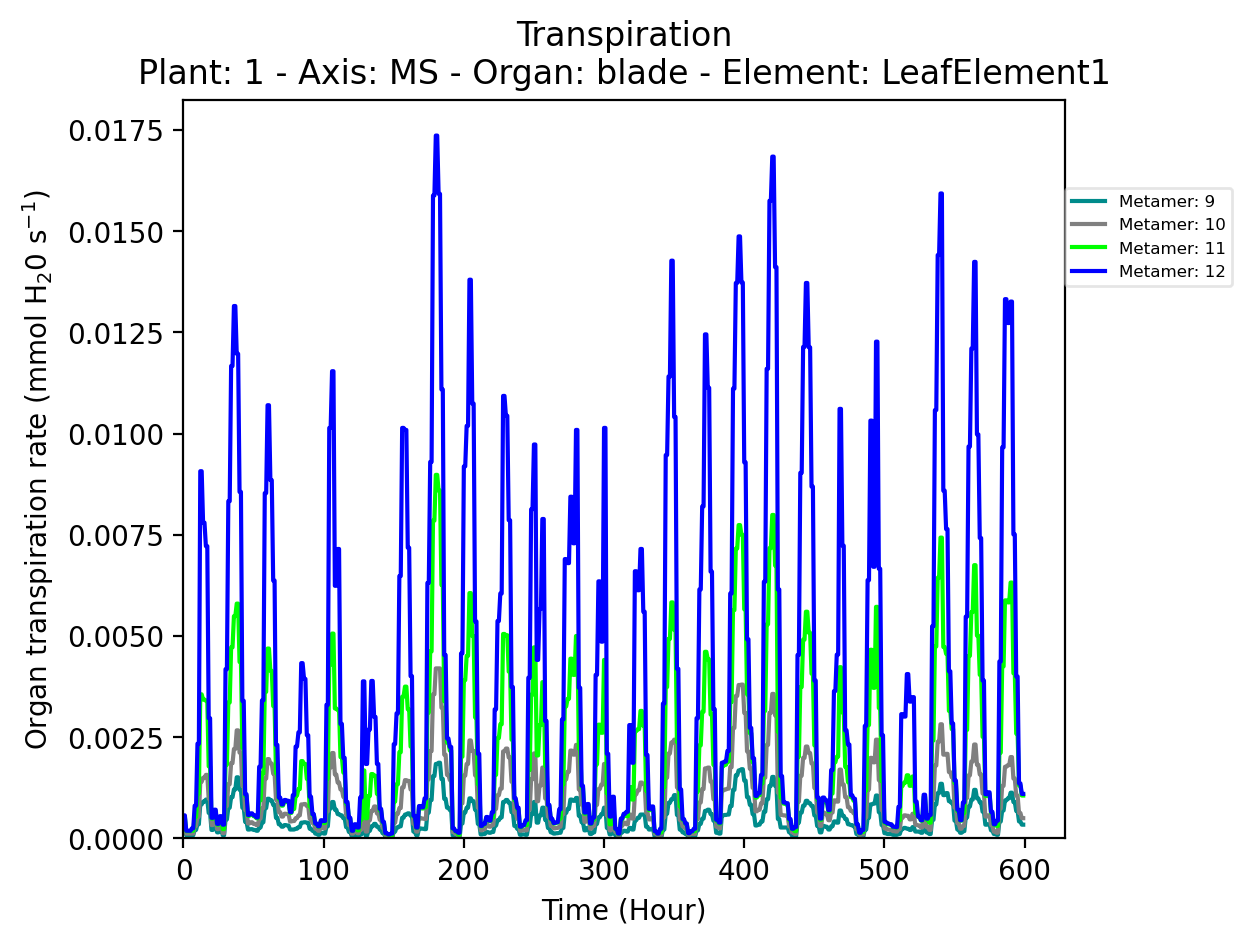 Transpiration
Plant: 1 - Axis: MS - Organ: blade - Element: LeafElement1
Organ transpiration rate (mmol H₂0 s⁻¹)
0.0175
0.0150
0.0125
0.0100
0.0075
0.0050
0.0025
0.0000
0 100 200 300 400 500 600
Time (Hour)
Metamer: 9
Metamer: 10
Metamer: 11
Metamer: 12